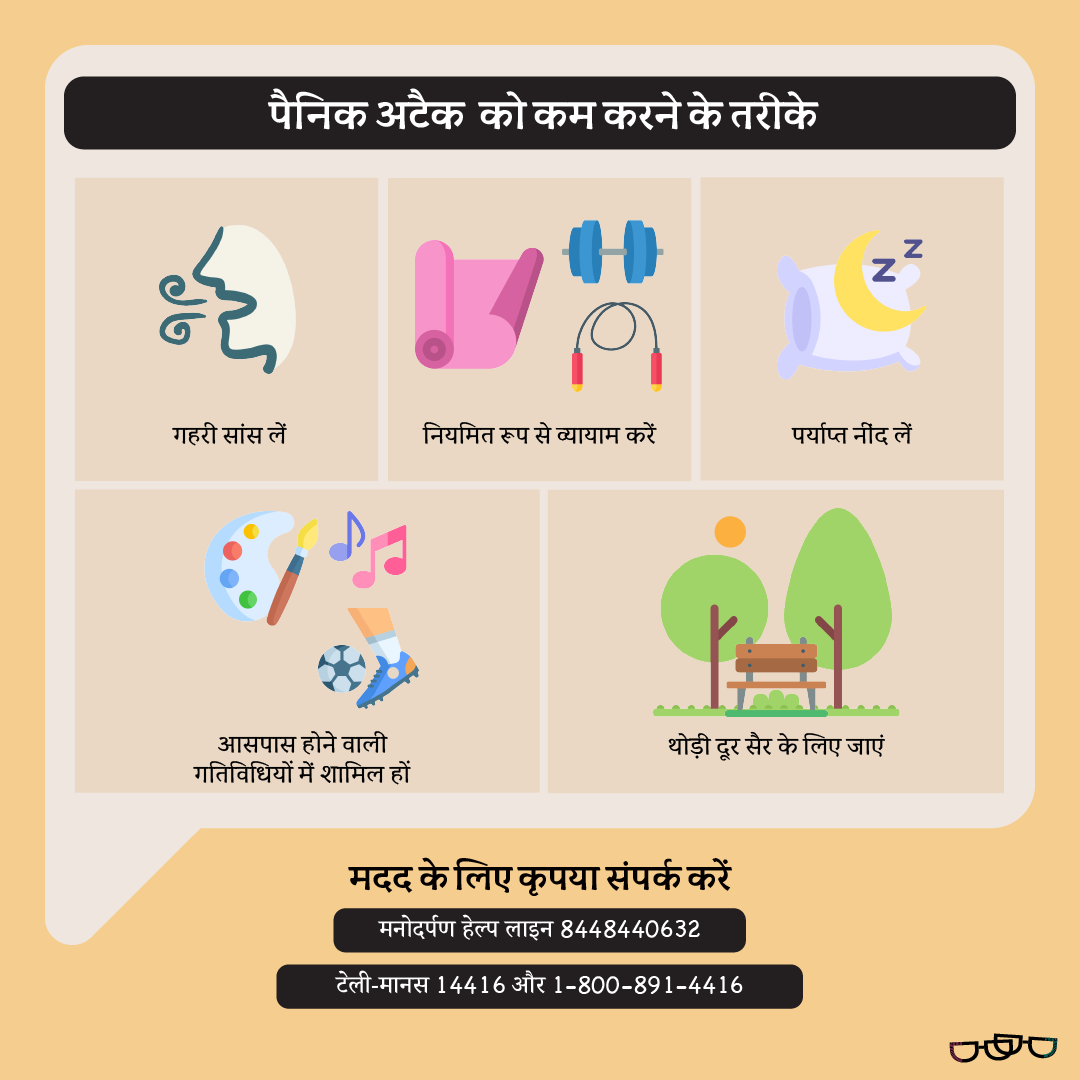 पैनिक अटैक को कम करने के तरीके
गहरी सांस लें
नियमित रूप से व्यायाम करें
पर्याप्त नींद लें
आसपास होने वाली
गतिविधियों में शामिल हों
थोड़ी दूर सैर के लिए जाएं
मदद के लिए कृपया संपर्क करें
मनोदर्पण हेल्प लाइन 8448440632
टेली-मानस 14416 और 1-800-891-4416